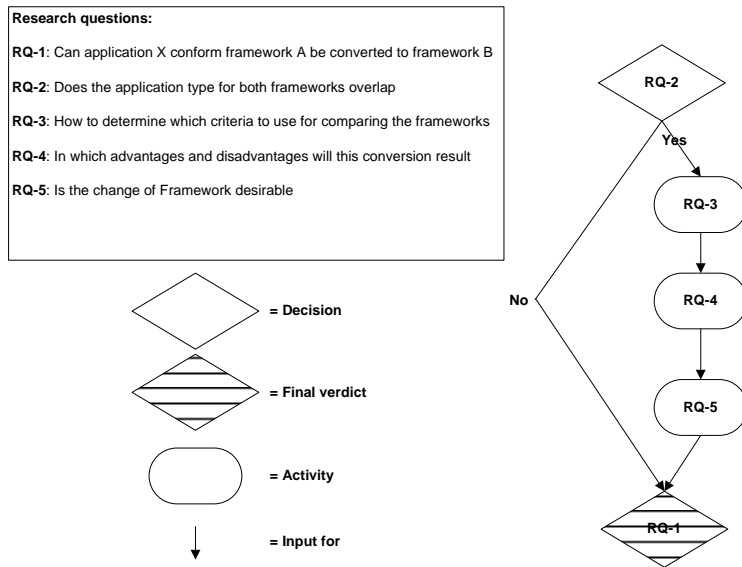 Research questions:
RQ-1: Can application X conform framework A be converted to framework B
RQ-2: Does the application type for both frameworks overlap
RQ-3: How to determine which criteria to use for comparing the frameworks
RQ-4: In which advantages and disadvantages will this conversion result
RQ-5: Is the change of Framework desirable
= Decision
= Final verdict
= Activity
= Input for
RQ-2
Yes
RQ-3
No
RQ-4
RQ-5
RQ-1